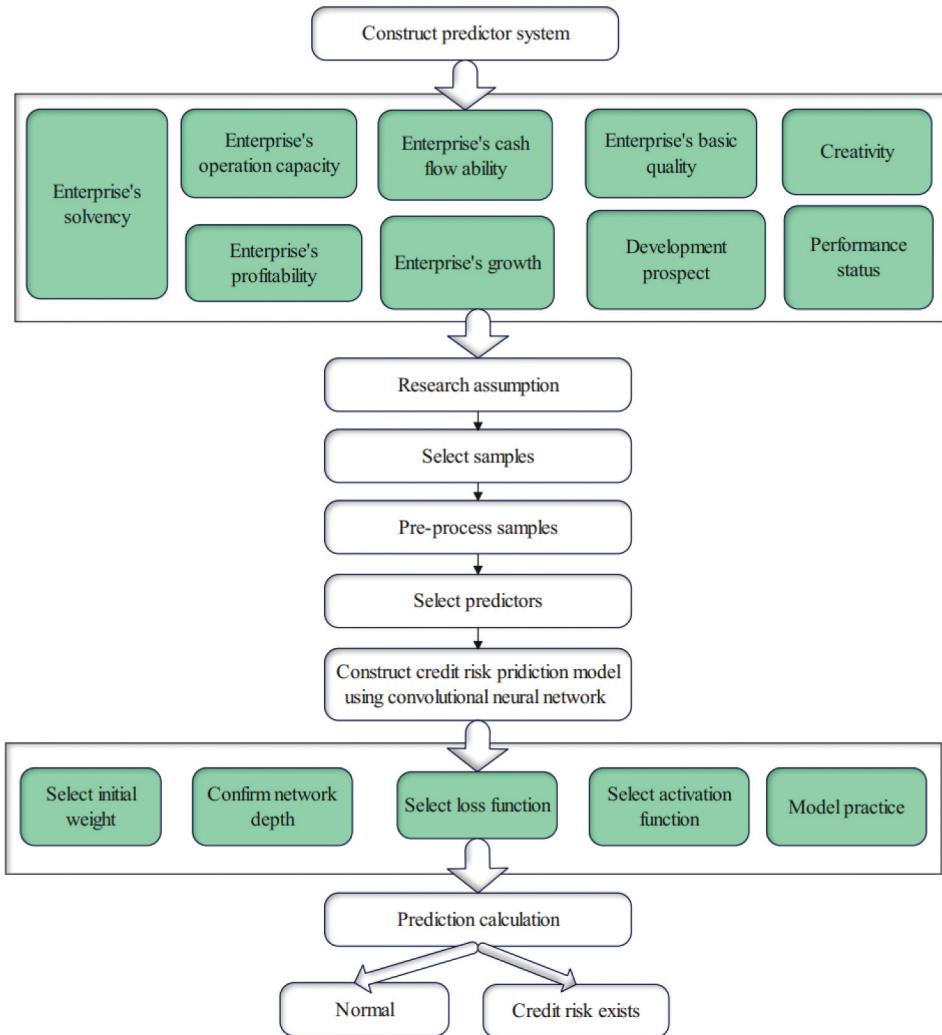 Construct predictor system
Enterprise's
solvency
Enterprise's
operation capacity
Enterprise's
profitability
Enterprise's cash
flow ability
Enterprise's growth
Enterprise's basic
quality
Development
prospect
Creativity
Performance
status
Research assumption
Select samples
Pre-process samples
Select predictors
Construct credit risk pridiction model
using convolutional neural network
Select initial
weight
Confirm network
depth
Select loss function
Select activation
function
Model practice
Prediction calculation
Normal
Credit risk exists